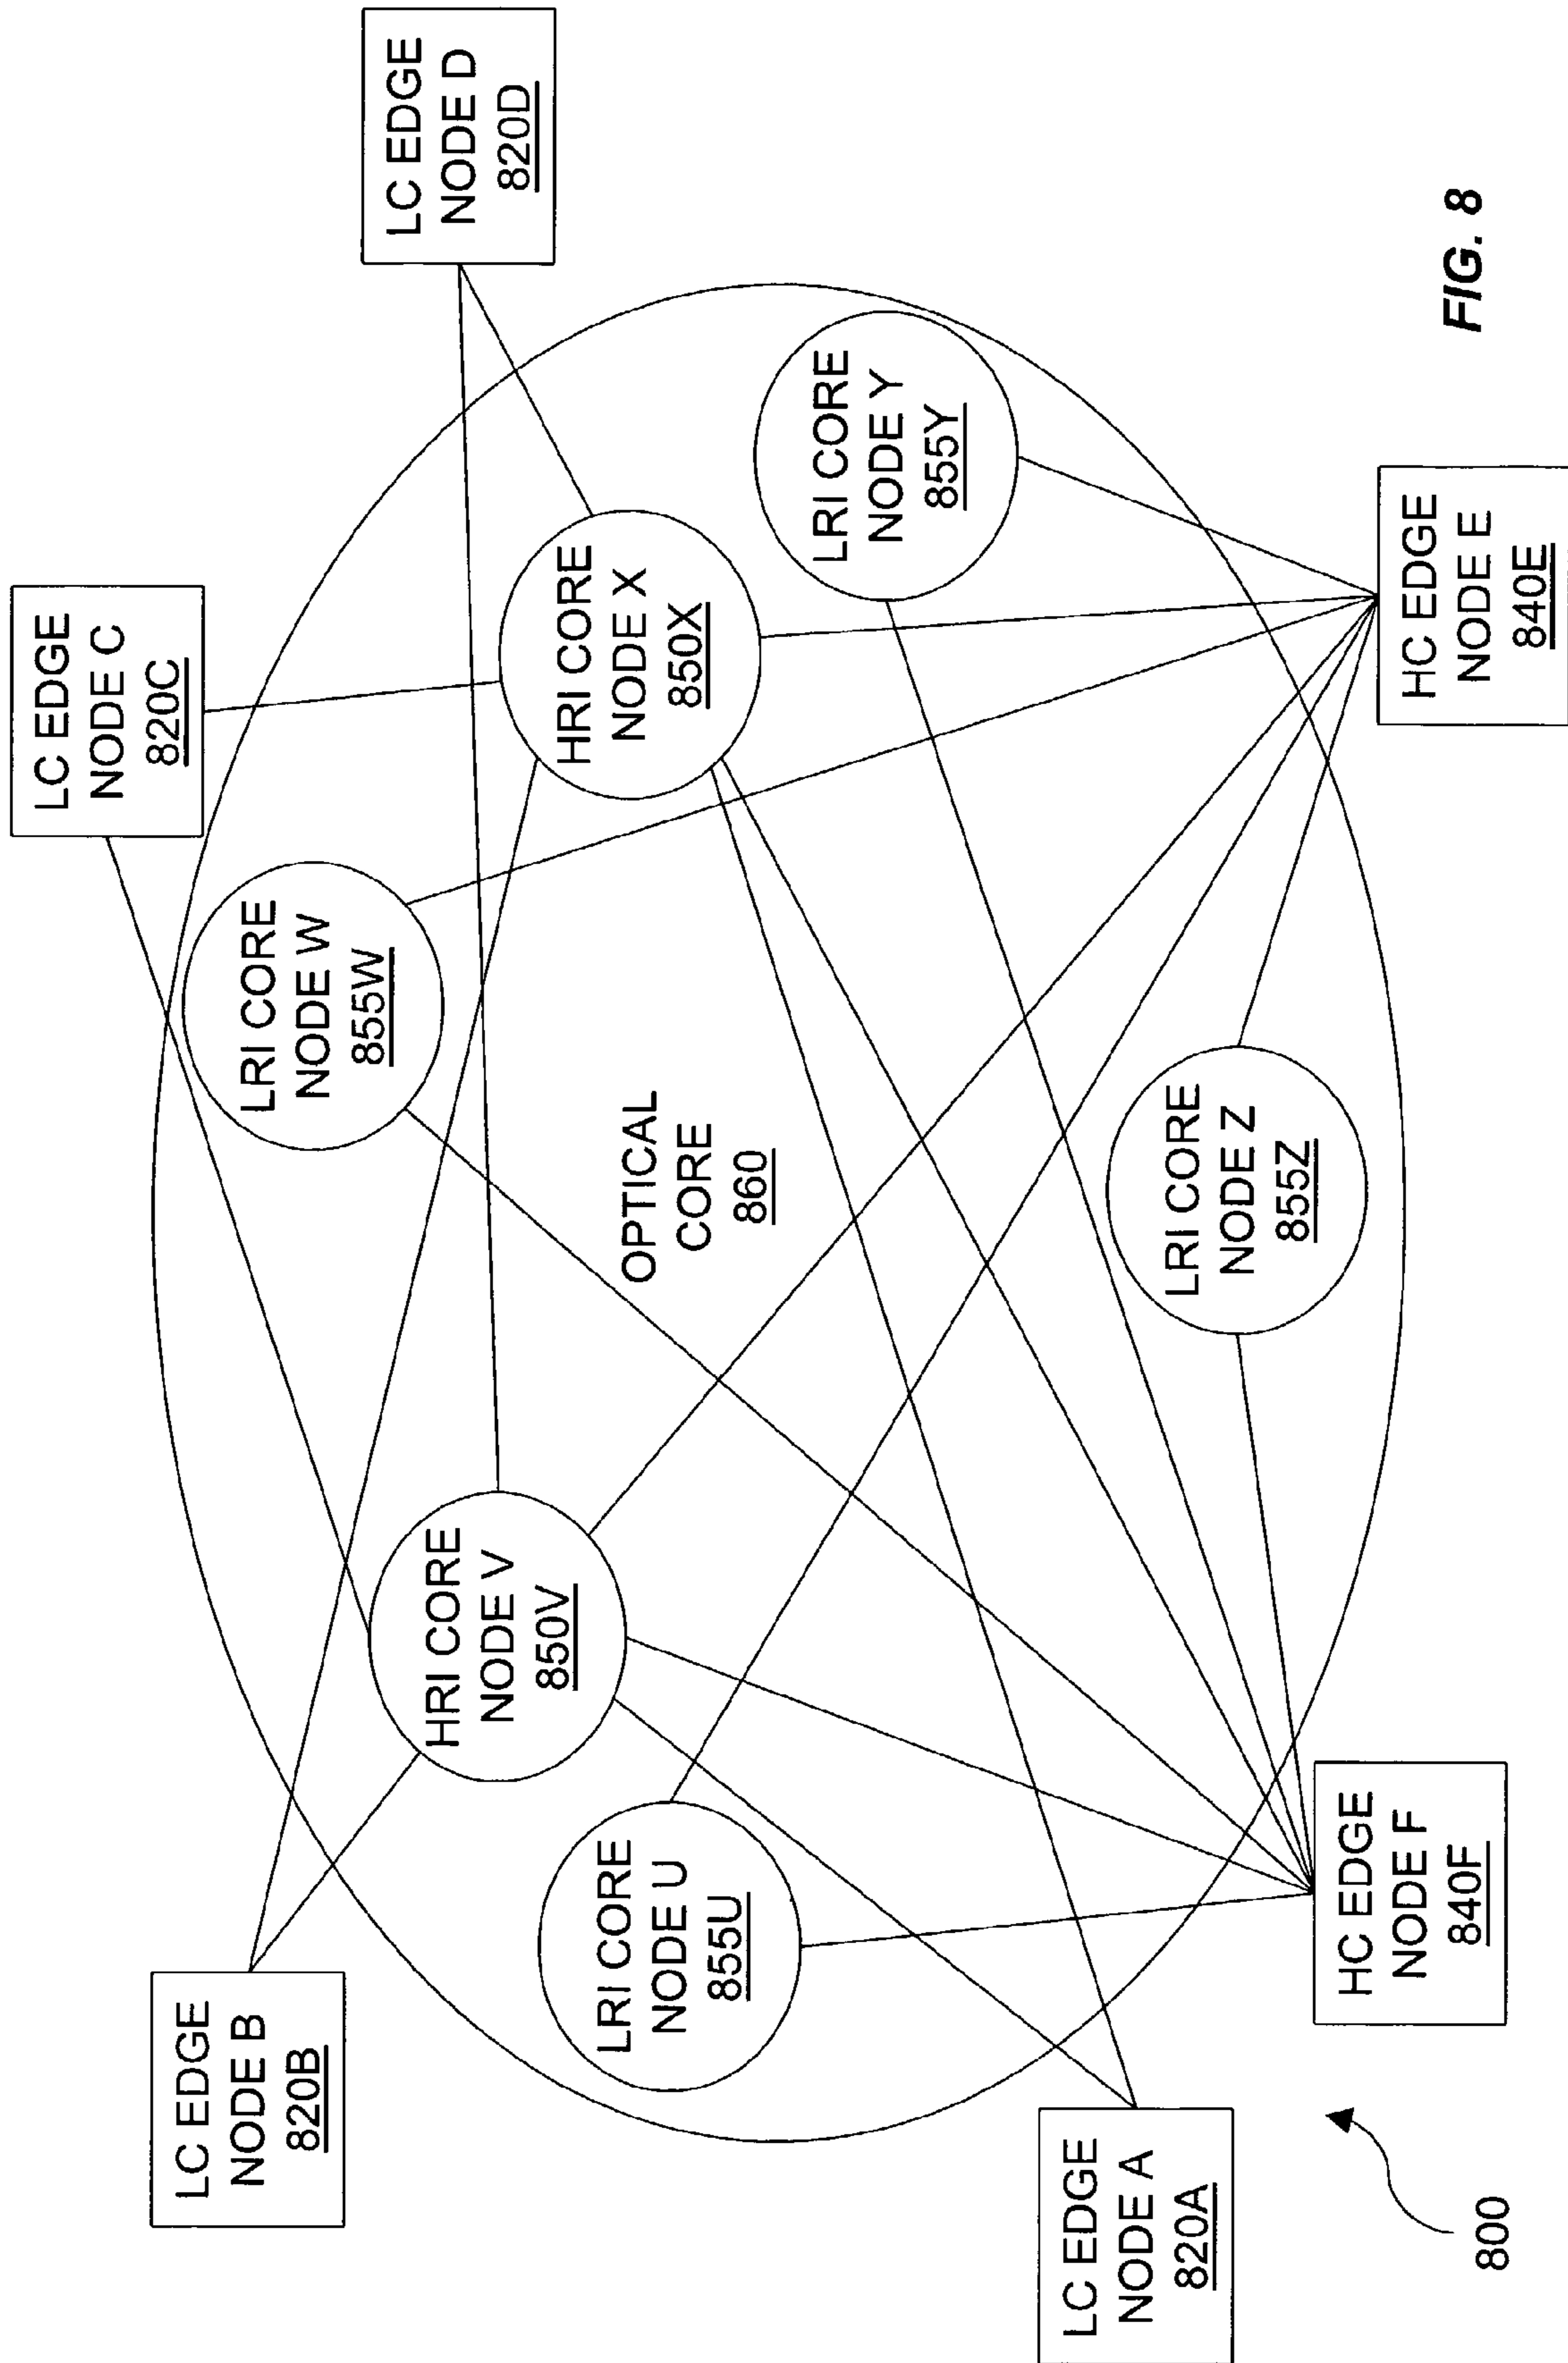 LC EDGE
NODE B
820B
LC EDGE
NODE C
820C
LC EDGE
NODE D
820D
LRI CORE
NODE W
855W
HRI CORE
NODE V
850V
HRI CORE
NODE X
850X
LRI CORE
NODE U
855U
OPTICAL
CORE
860
LRI CORE
NODE Y
855Y
LRI CORE
NODE Z
855Z
LC EDGE
NODE A
820A
HC EDGE
NODE F
840F
HC EDGE
NODE E
840E
800
FIG. 8